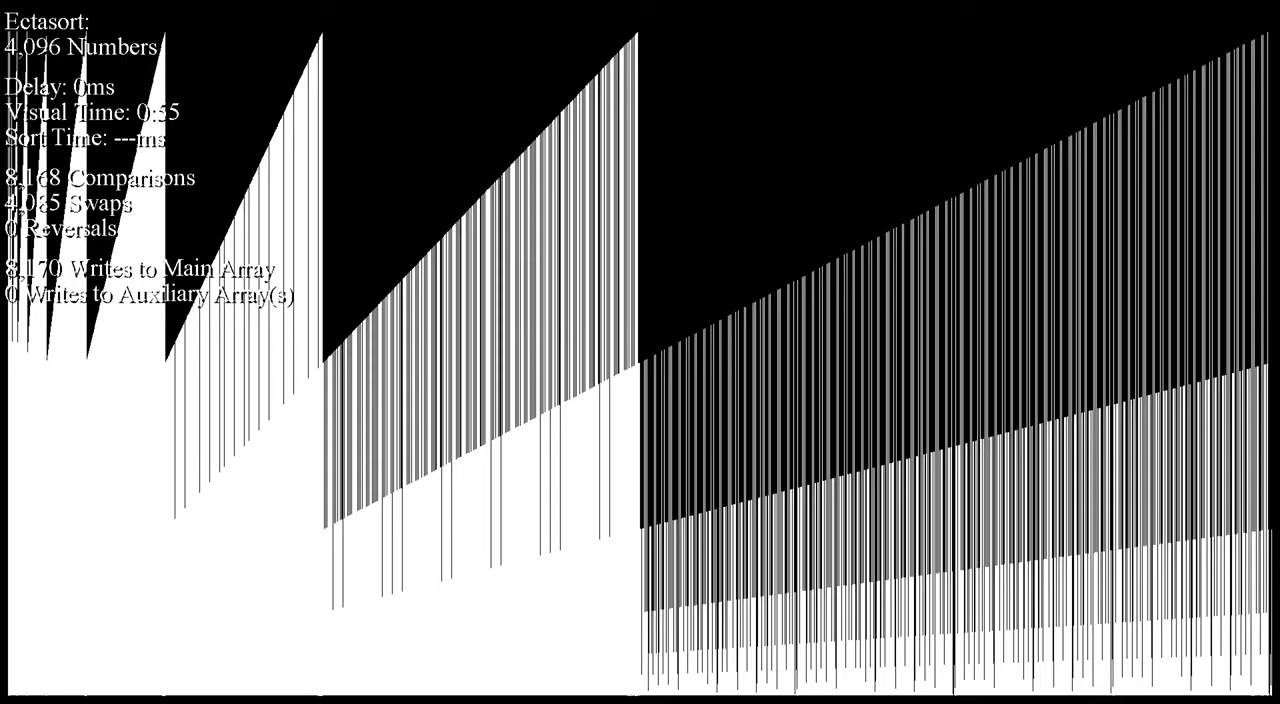 Ectasort:
4,096 Numbers
Delay: 0ms
Visual Time: 0:55
Sort Time: ---ms
8,168 Comparisons
4,085 Swaps
0 Reversals
8,170 Writes to Main Array
0 Writes to Auxiliary Array(s)